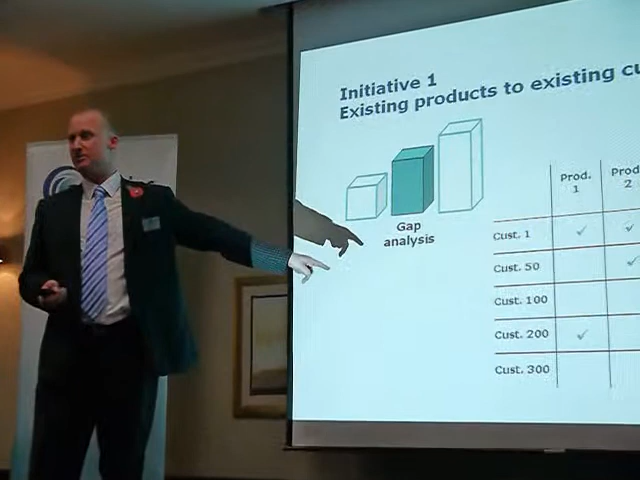 Initiative 1
Existing products to existing cu
Gap
analysis
Prod.
1
Prod
2
Cust. 1
Cust. 50
Cust. 100
Cust. 200
Cust. 300